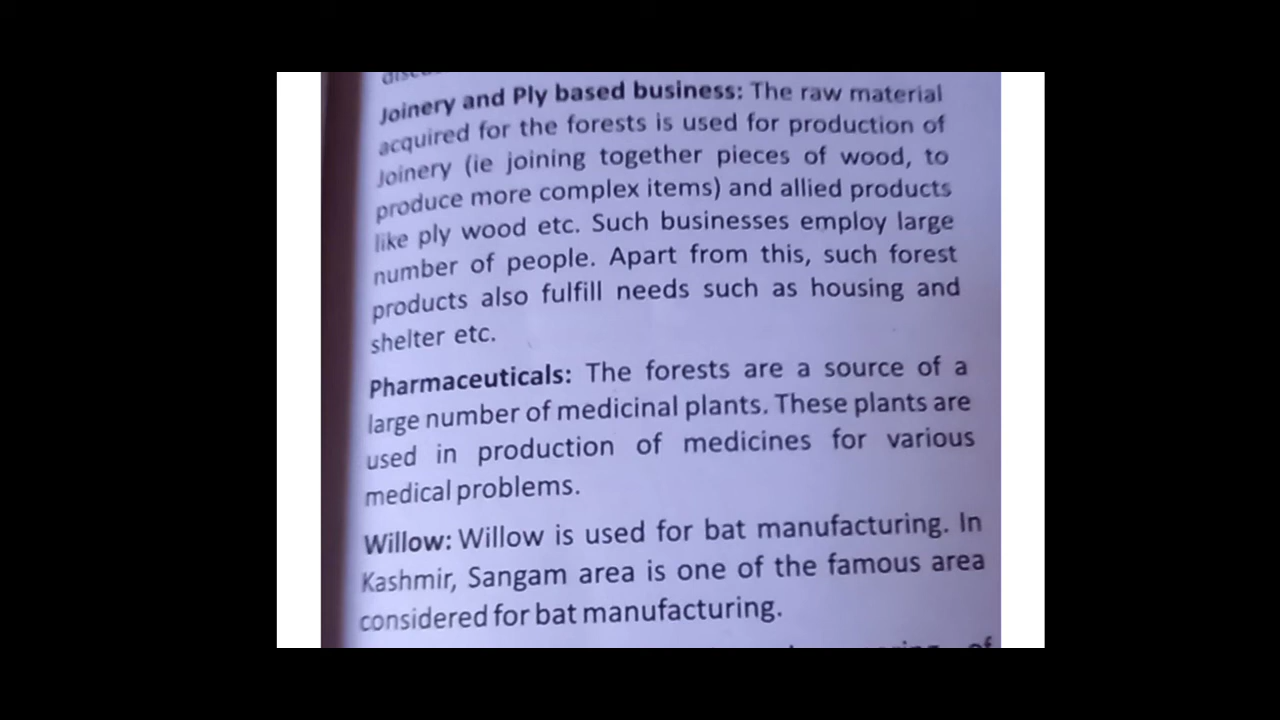 Joinery and Ply based business: The raw material
acquired for the forests is used for production of
Joinery (ie joining together pieces of wood, to
produce more complex items) and allied products
like ply wood etc. Such businesses employ large
number of people. Apart from this, such forest
products also fulfill needs such as housing and
shelter etc.
Pharmaceuticals: The forests are a source of a
large number of medicinal plants. These plants are
used in production of medicines for various
medical problems.
Willow: Willow is used for bat manufacturing. In
Kashmir, Sangam area is one of the famous area
considered for bat manufacturing.
of